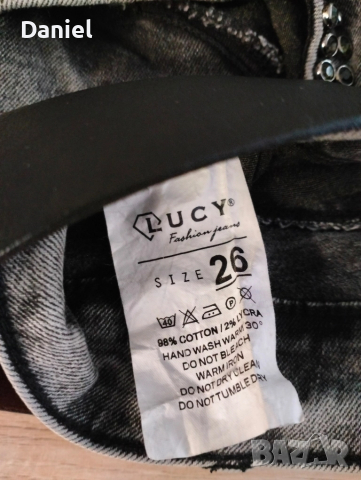 Daniel
LUCY®
Fashion jeans
SIZE 26
40 P
98% COTTON / 2% LYCRA
HAND WASH WARM 30°
DO NOT BLEACH
WARM IRON
DO NOT DRY CLEAN
DO NOT TUMBLE DRY
BAZAR